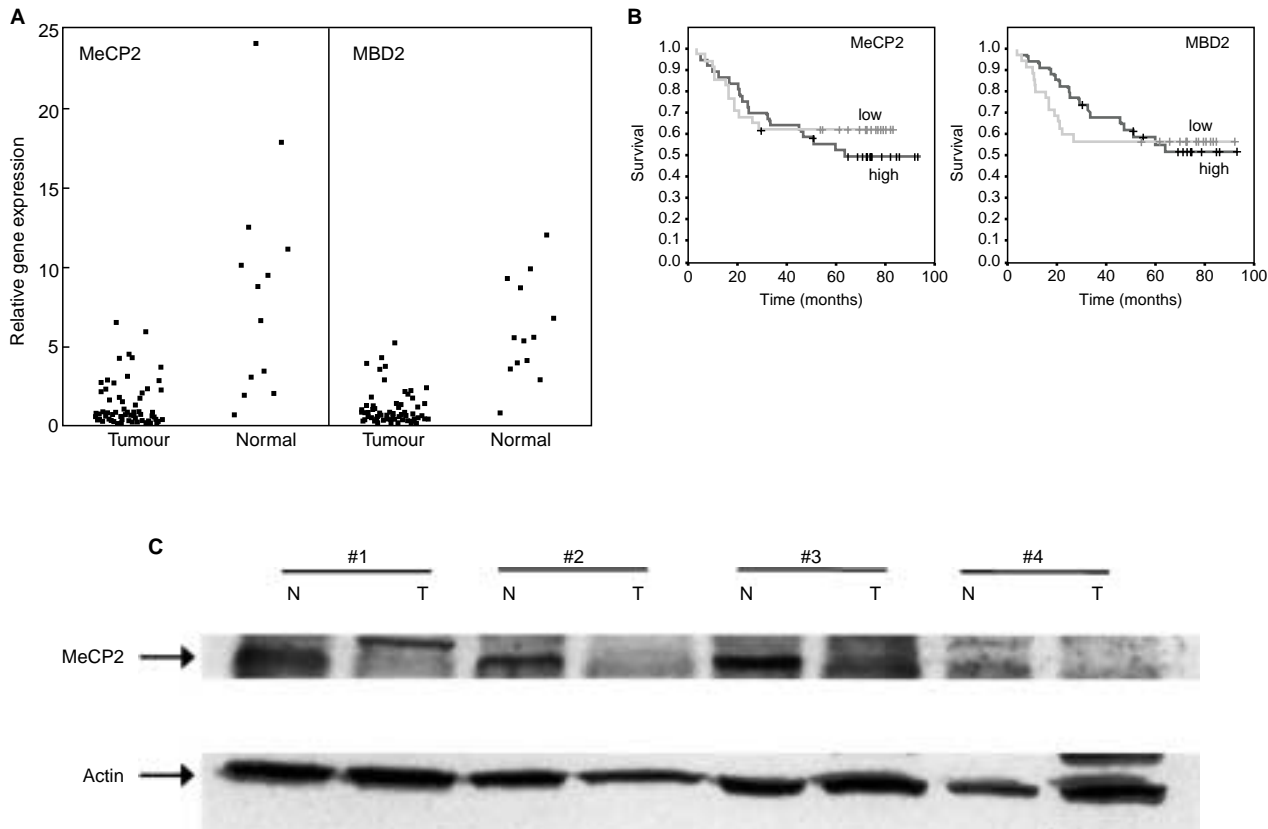 A
MeCP2
MBD2
Relative gene expression
25
20
15
10
5
0
Tumour
Normal
Tumour
Normal
B
MeCP2
Survival
1.0
0.9
0.8
0.7
0.6
0.5
0.4
0.3
0.2
0.1
0.0
low
high
0 20 40 60 80 100
Time (months)
MBD2
Survival
1.0
0.9
0.8
0.7
0.6
0.5
0.4
0.3
0.2
0.1
0.0
low
high
0 20 40 60 80 100
Time (months)
C
#1 #2 #3 #4
N T N T N T N T
MeCP2
Actin